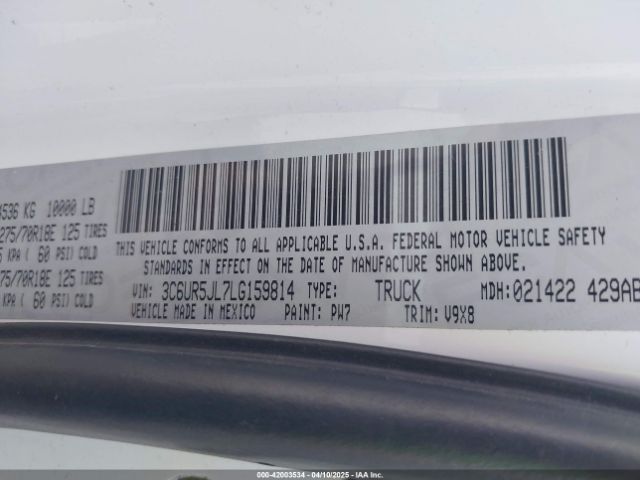 4536 KG 10000 LB
275/70R18E 125 TIRES
KPA ( 60 PSI) COLD
275/70R18E 125 TIRES
KPA ( 60 PSI) COLD
THIS VEHICLE CONFORMS TO ALL APPLICABLE U.S.A. FEDERAL MOTOR VEHICLE SAFETY
STANDARDS IN EFFECT ON THE DATE OF MANUFACTURE SHOWN ABOVE.
VIN: 3C6UR5JL7LG159814 TYPE: TRUCK MDH:021422 429AB
VEHICLE MADE IN MEXICO PAINT: PW7 TRIM: V9X8
000-42003534 | 04/10/2025 | IAA Inc.